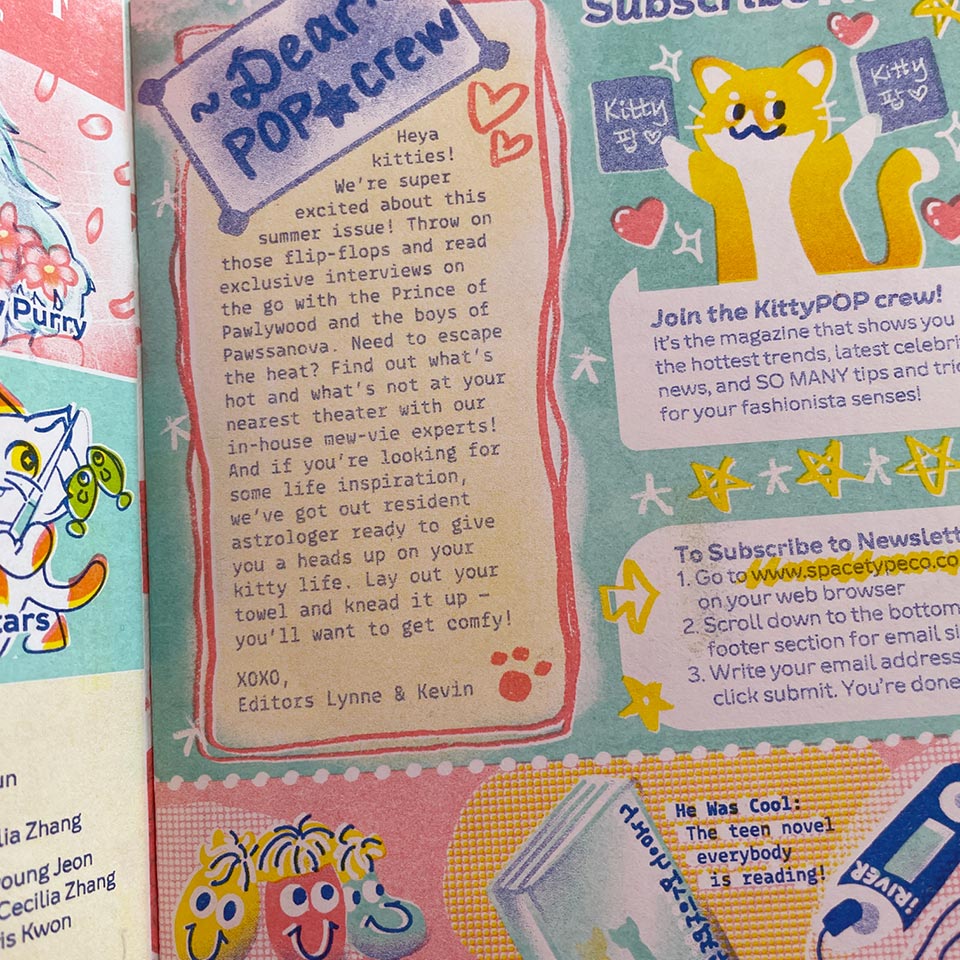 ~Dear
POP★crew
Heya
kitties!
We're super
excited about this
summer issue! Throw on
those flip-flops and read
exclusive interviews on
the go with the Prince of
Pawlywood and the boys of
Pawssanova. Need to escape
the heat? Find out what's
hot and what's not at your
nearest theater with our
in-house mew-vie experts!
And if you're looking for
some life inspiration,
we've got out resident
astrologer ready to give
you a heads up on your
kitty life. Lay out your
towel and knead it up –
you'll want to get comfy!
XOXO,
Editors Lynne & Kevin
Subscribe
Kitty
팝♡
Kitty
팝♡
Join the KittyPOP crew!
It's the magazine that shows you
the hottest trends, latest celebri
news, and SO MANY tips and tri
for your fashionista senses!
To Subscribe to Newslett
1. Go to www.spacetypeco.co
on your web browser
2. Scroll down to the bottom
footer section for email si
3. Write your email address
click submit. You're done
He Was Cool:
The teen novel
everybody
is reading!
iRIVER
Purry
tars
un
lia Zhang
oung Jeon
Cecilia Zhang
is Kwon